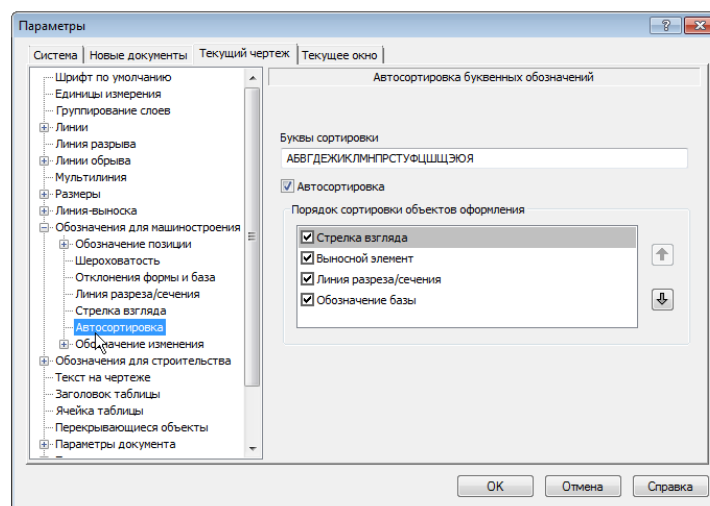 Параметры
Система
Новые документы
Текущий чертеж
Текущее окно
Шрифт по умолчанию
Единицы измерения
Группирование слоев
Линии
Линия разрыва
Линии обрыва
Мультилиния
Размеры
Линия-выноска
Обозначения для машиностроения
Обозначение позиции
Шероховатость
Отклонения формы и база
Линия разреза/сечения
Стрелка взгляда
Автосортировка
Обозначение изменения
Обозначения для строительства
Текст на чертеже
Заголовок таблицы
Ячейка таблицы
Перекрывающиеся объекты
Параметры документа
Автосортировка буквенных обозначений
Буквы сортировки
АБВГДЕЖИКЛМНПРСТУФЦШЩЭЮЯ
Автосортировка
Порядок сортировки объектов оформления
Стрелка взгляда
Выносной элемент
Линия разреза/сечения
Обозначение базы
OK
Отмена
Справка